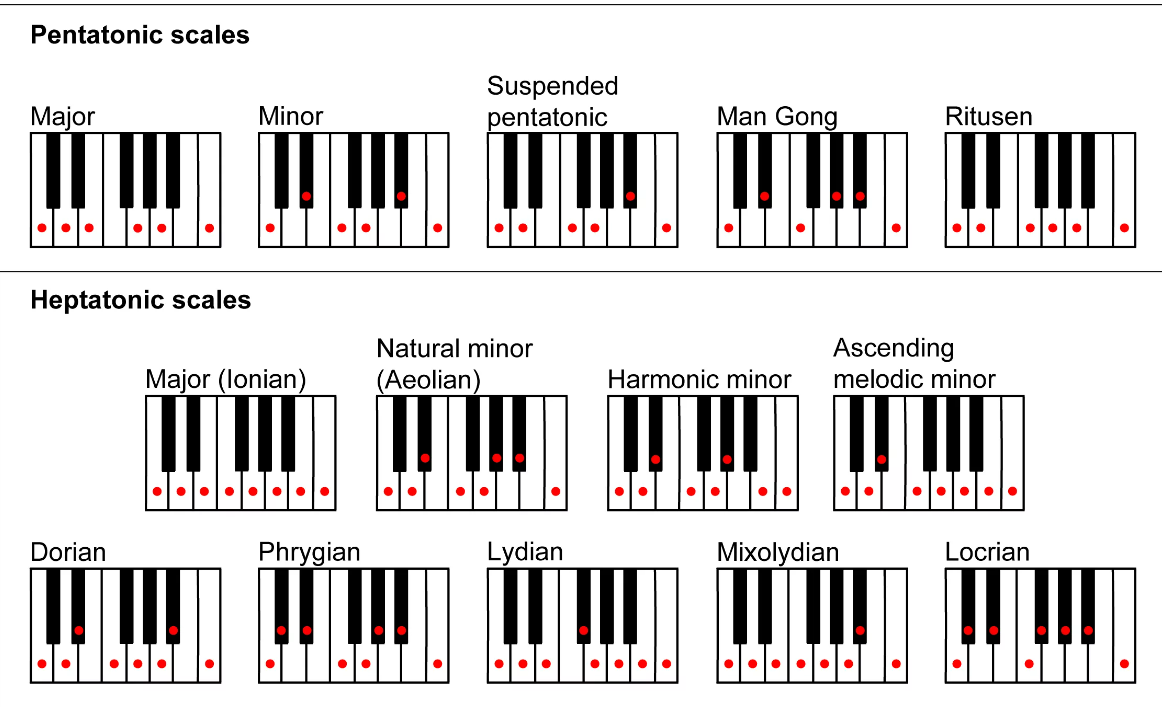 Pentatonic scales
Major
Minor
Suspended
pentatonic
Man Gong
Ritusen
Heptatonic scales
Major (Ionian)
Natural minor
(Aeolian)
Harmonic minor
Ascending
melodic minor
Dorian
Phrygian
Lydian
Mixolydian
Locrian